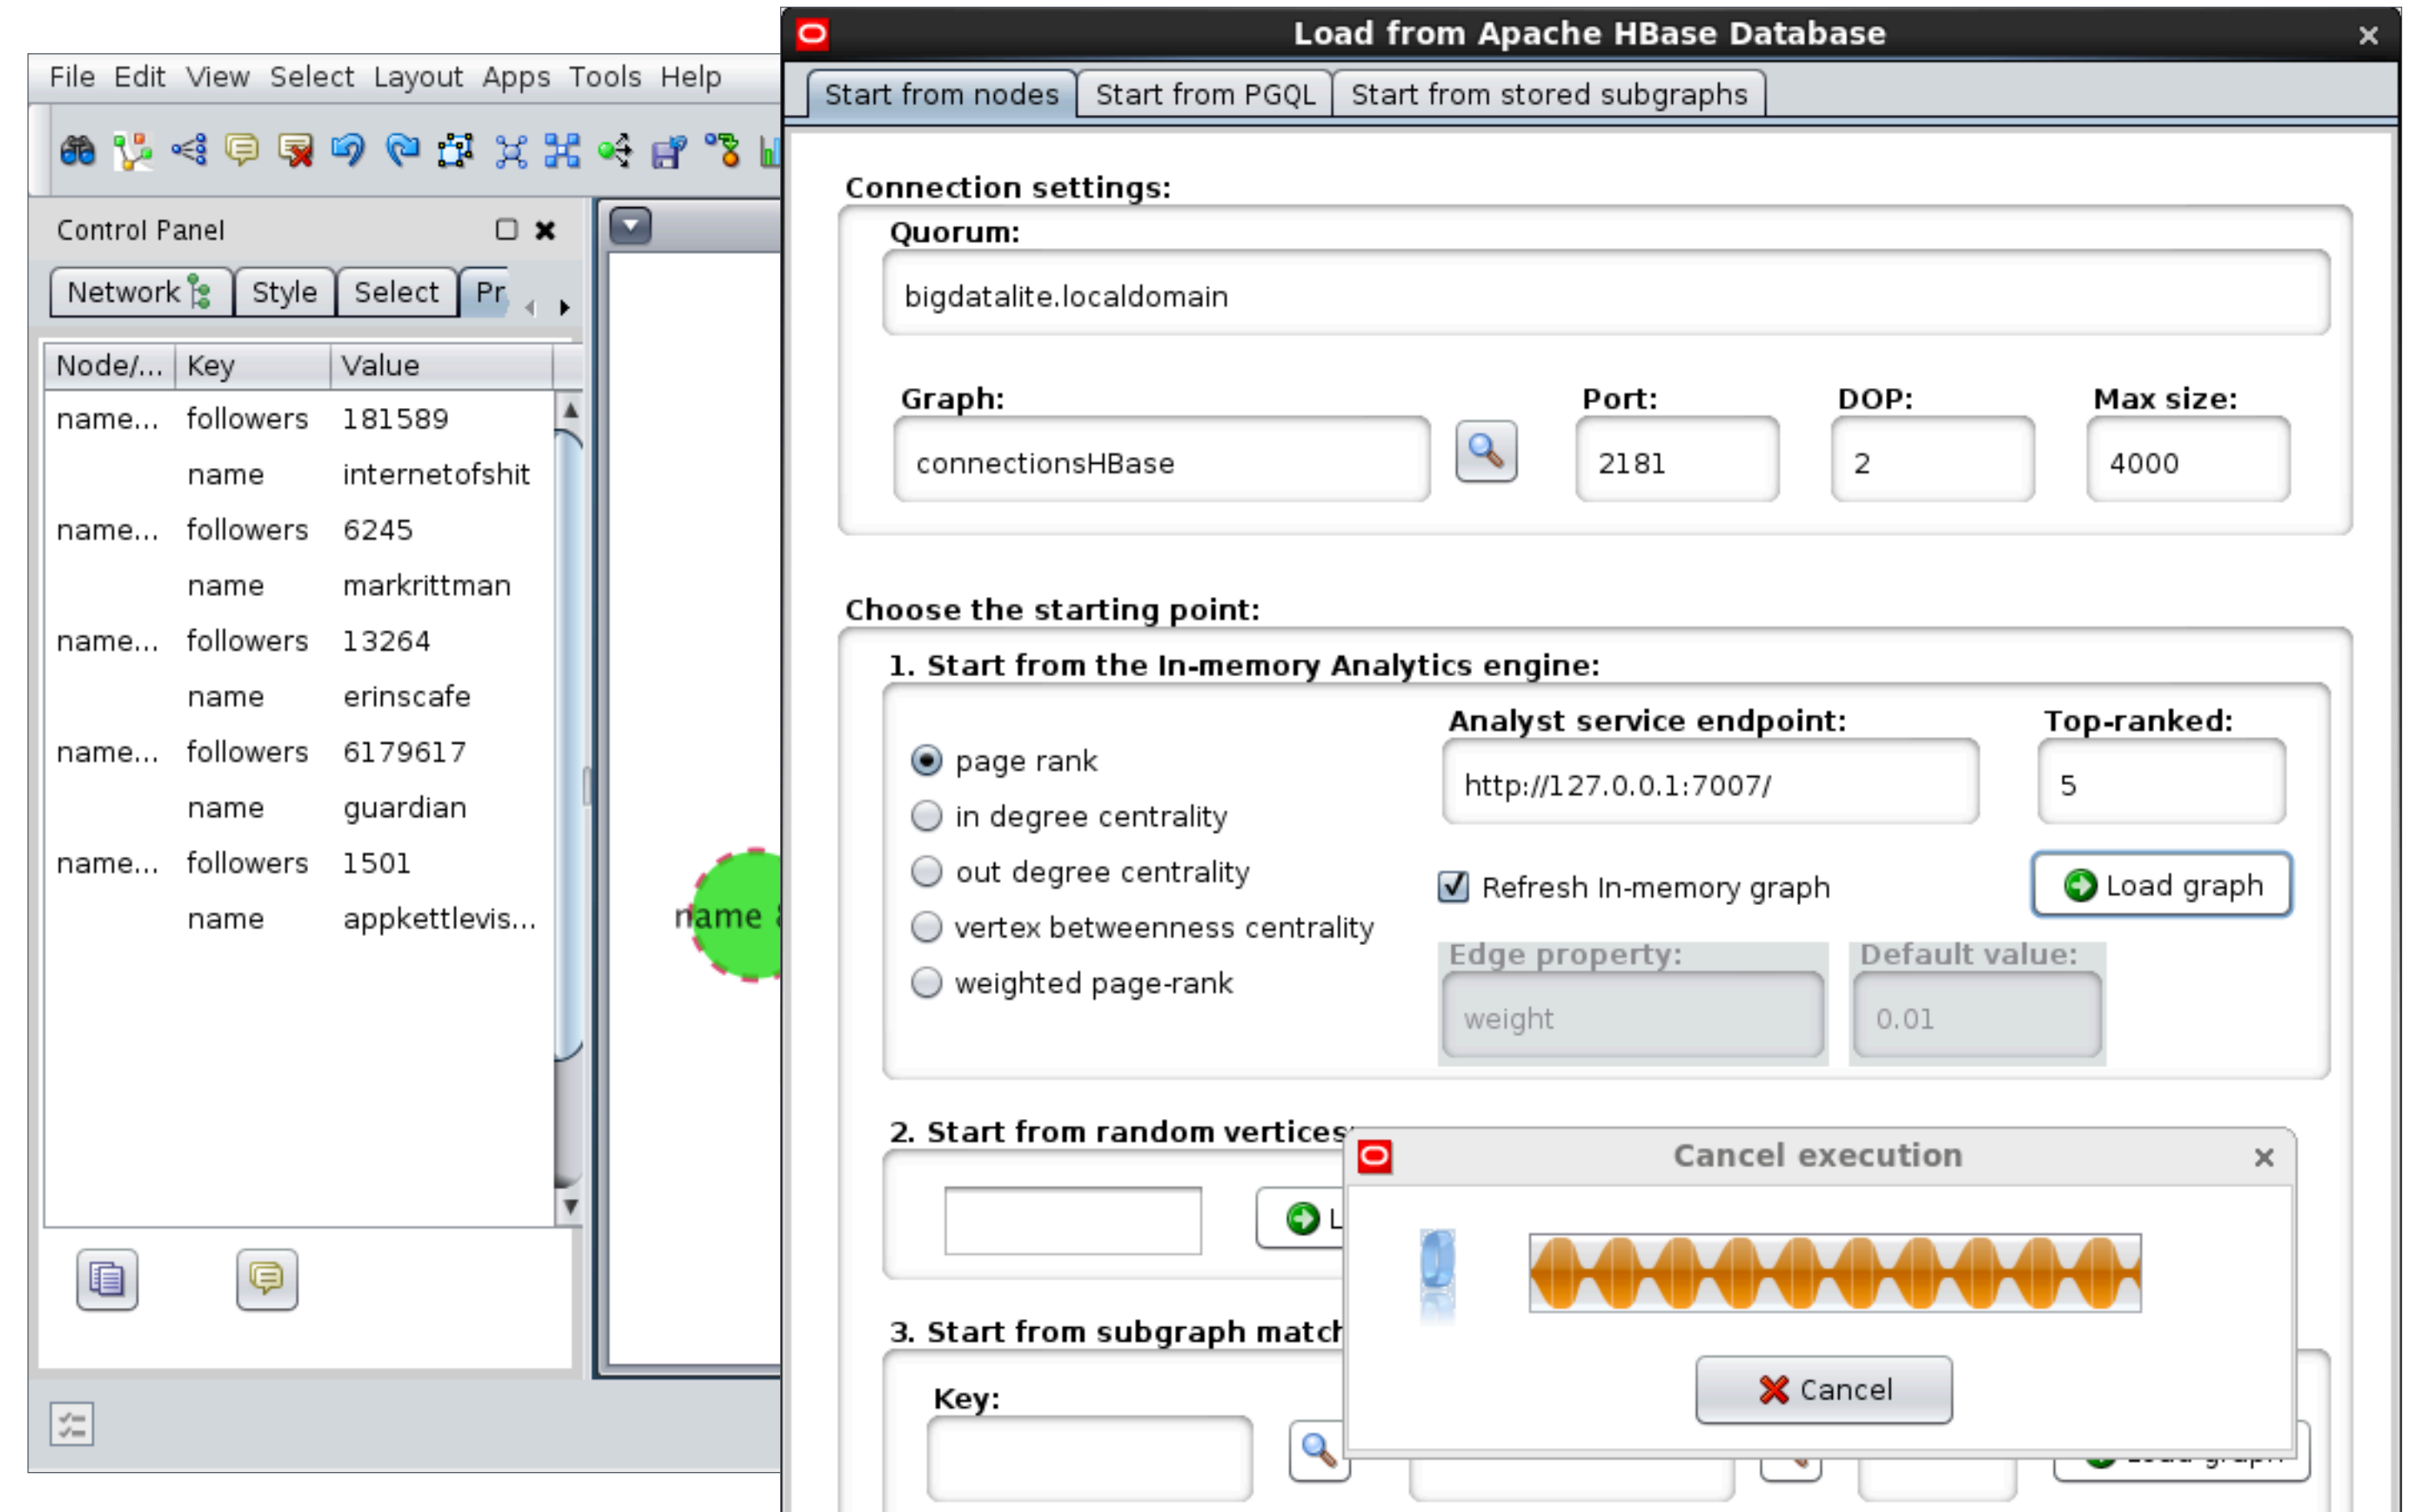 File Edit View Select Layout Apps Tools Help
Control Panel
Network Style Select Pr
Node/... Key Value
name... followers 181589
name internetofshit
name... followers 6245
name markrittman
name... followers 13264
name erinscafe
name... followers 6179617
name guardian
name... followers 1501
name appkettlevis...
name
Load from Apache HBase Database
Start from nodes Start from PGQL Start from stored subgraphs
Connection settings:
Quorum:
bigdatalite.localdomain
Graph: Port: DOP: Max size:
connectionsHBase 2181 2 4000
Choose the starting point:
1. Start from the In-memory Analytics engine:
Analyst service endpoint: Top-ranked:
page rank
http://127.0.0.1:7007/ 5
in degree centrality
out degree centrality
Refresh In-memory graph Load graph
vertex betweenness centrality
Edge property: Default value:
weighted page-rank
weight 0.01
2. Start from random vertices:
L
3. Start from subgraph match
Key:
Load graph
Cancel execution
Cancel